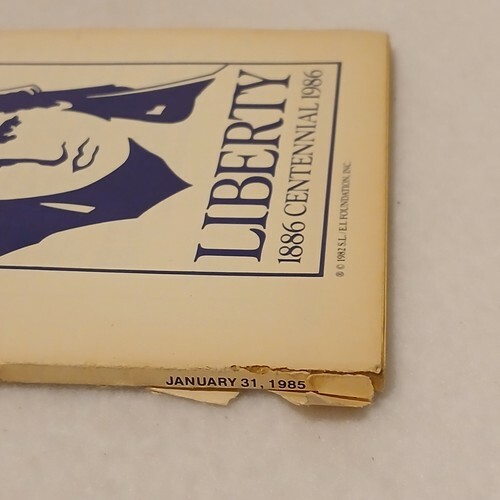 LIBERTY
1886 CENTENNIAL 1986
® © 1982 S.L./E.I. FOUNDATION, INC.
JANUARY 31, 1985